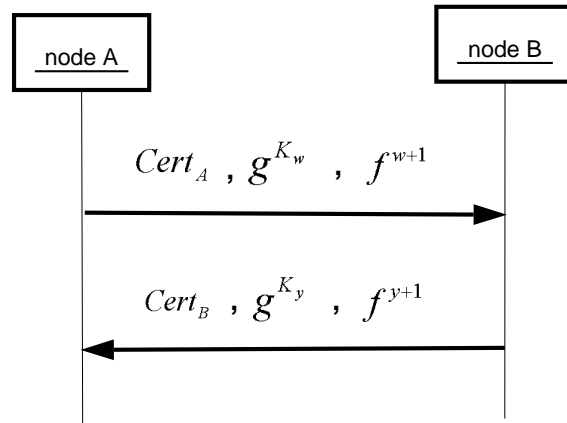 node A
node B
Cert_A , g^{K_w} , f^{w+1}
Cert_B , g^{K_y} , f^{y+1}